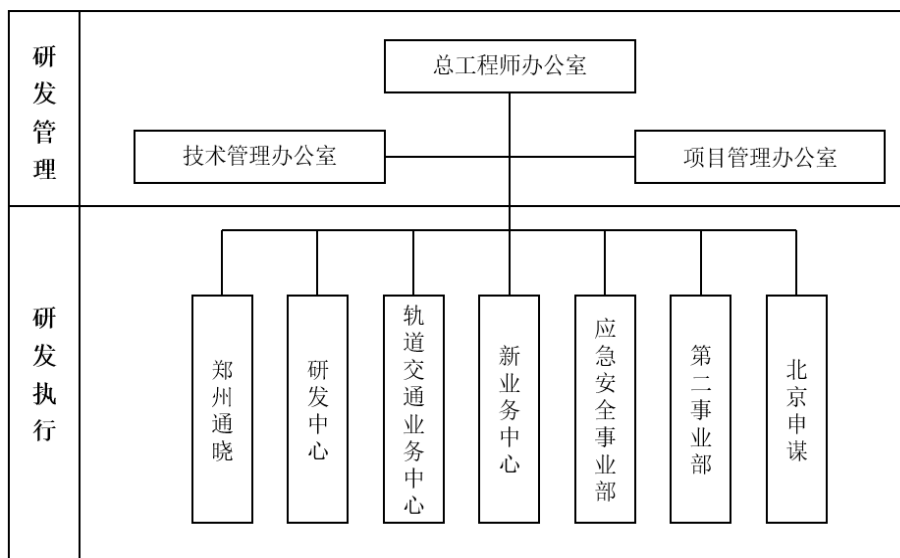 研发管理
总工程师办公室
技术管理办公室
项目管理办公室
研发执行
郑州通晓
研发中心
轨道交通业务中心
新业务中心
应急安全事业部
第二事业部
北京申谋